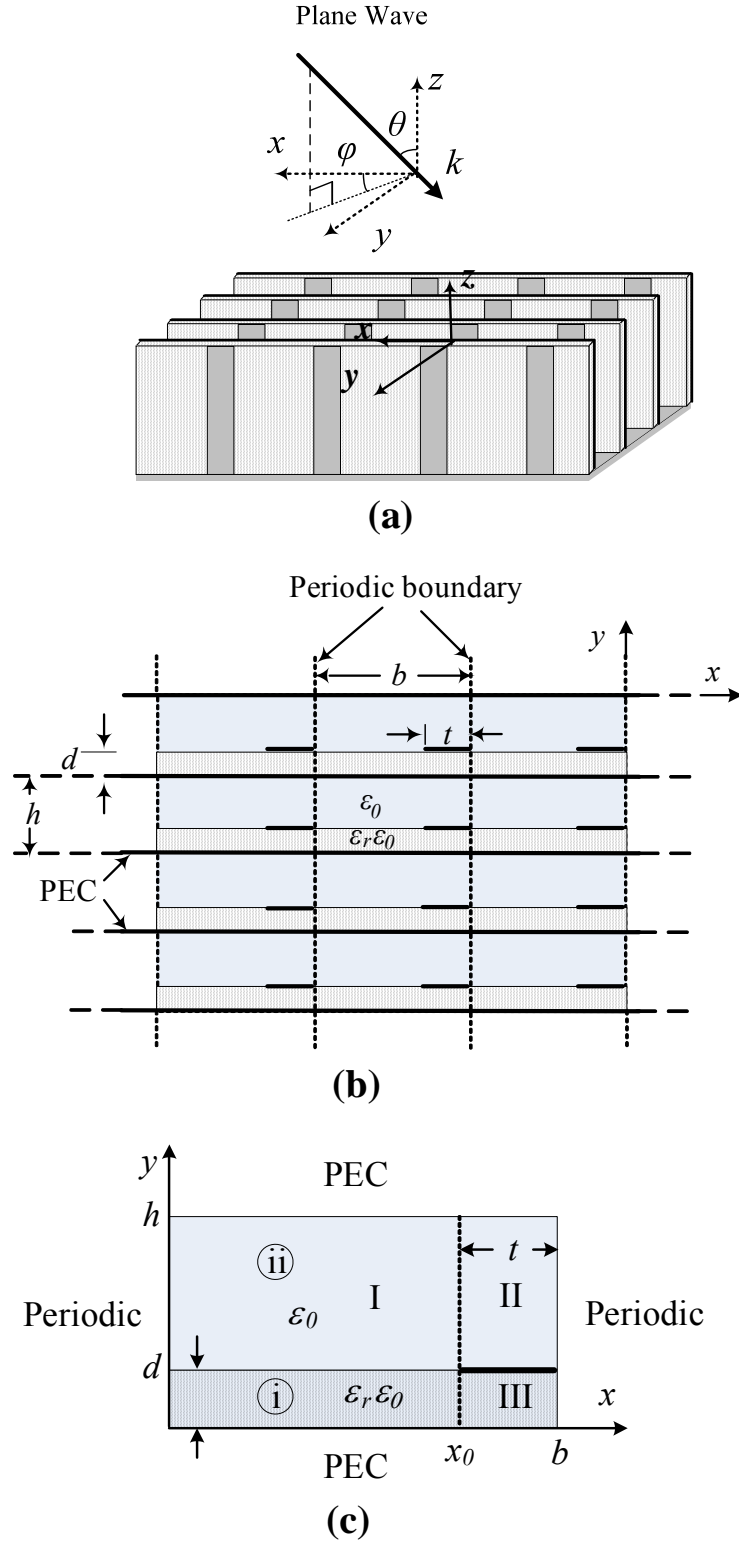 Plane Wave
z
θ
x
φ
k
y
z
x
y
(a)
Periodic boundary
y
b
x
t
d
h
ε0
εrε0
PEC
(b)
y
PEC
h
t
ii
I
II
Periodic
ε0
Periodic
d
i
εrε0
III
x
x0
b
PEC
(c)